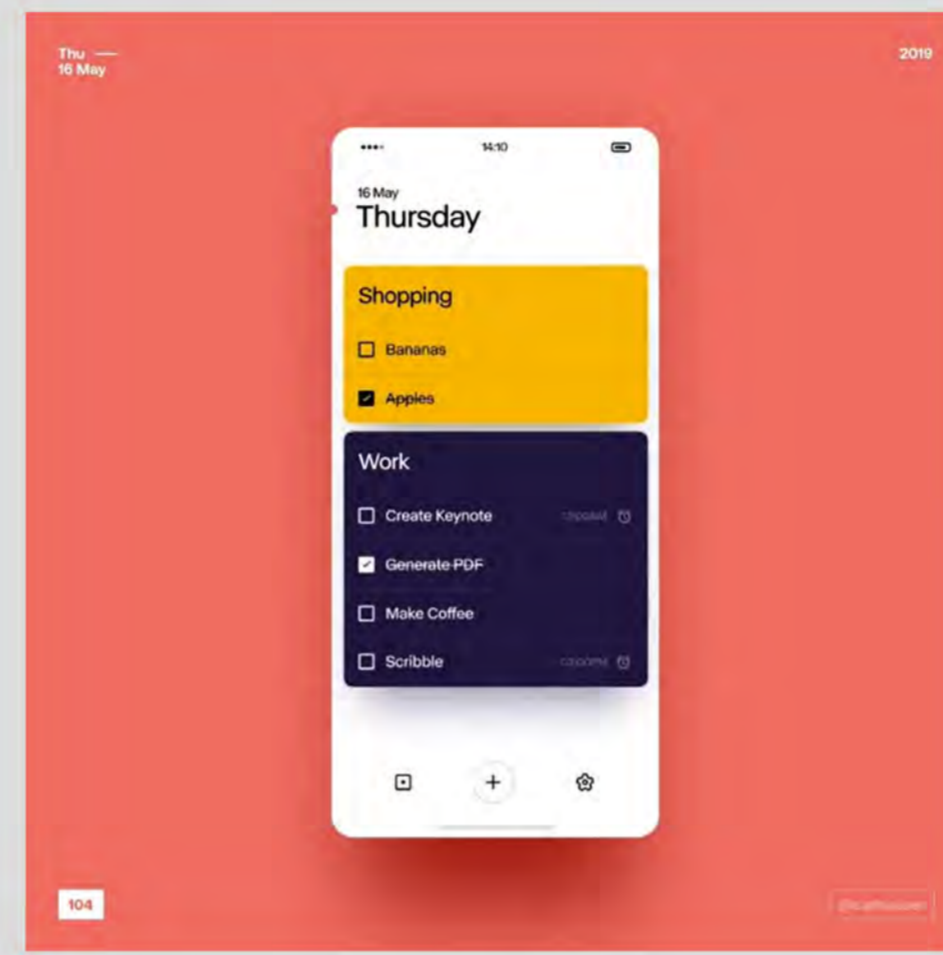 Thu —
16 May
2019
14:10
16 May
Thursday
Shopping
Bananas
Apples
Work
Create Keynote
Generate PDF
Make Coffee
Scribble
104